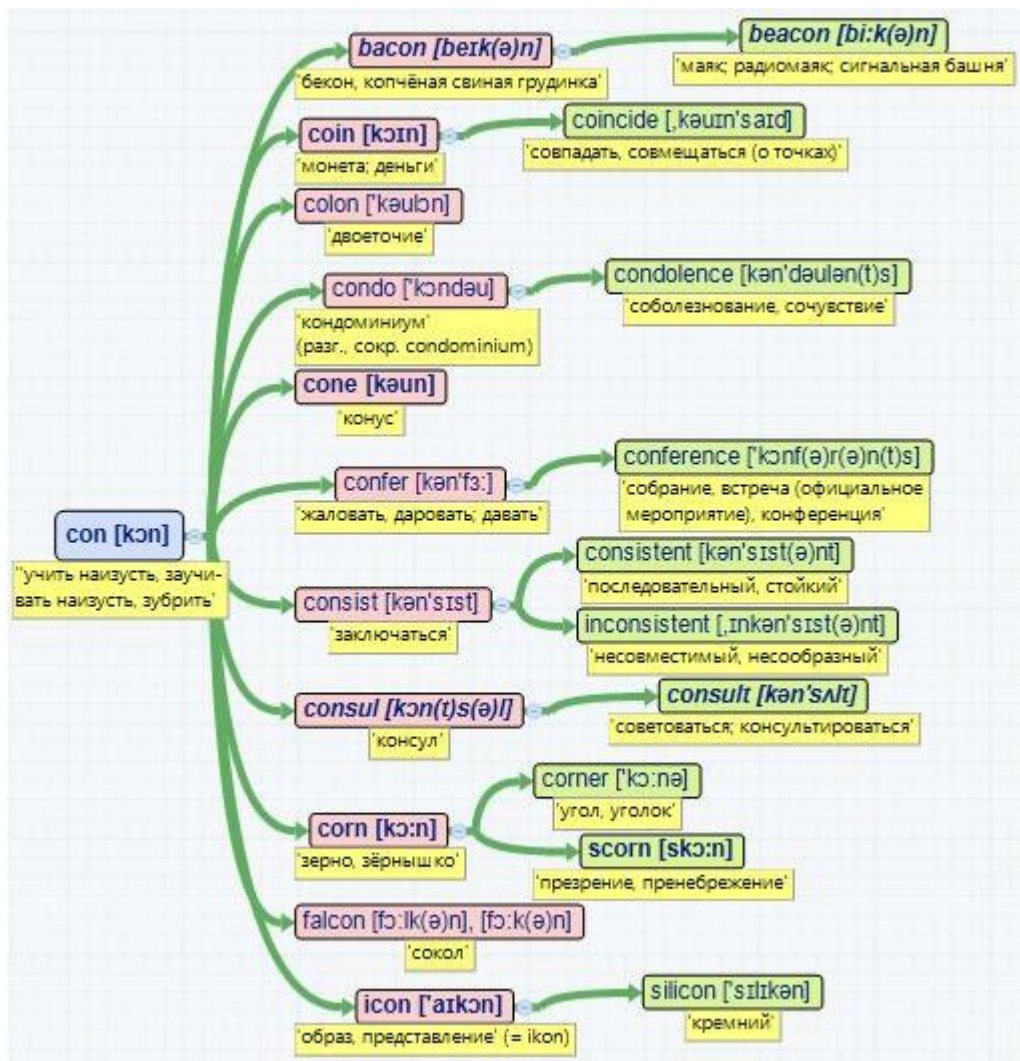 bacon [beɪk(ə)n]
'бекон, копчёная свиная грудинка'
beacon [bi:k(ə)n]
'маяк; радиомаяк; сигнальная башня'
coin [kɔɪn]
'монета; деньги'
coincide [ˌkəuɪn'saɪd]
'совпадать, совмещаться (о точках)'
colon ['kəulɔn]
'двоеточие'
condo ['kɔndəu]
'кондоминиум'
(разг., сокр. condominium)
condolence [kən'dəulən(t)s]
'соболезнование, сочувствие'
cone [kəun]
'конус'
confer [kən'fɜ:]
'жаловать, даровать; давать'
conference ['kɔnf(ə)r(ə)n(t)s]
'собрание, встреча (официальное
мероприятие), конференция'
con [kɔn]
''учить наизусть, заучи-
вать наизусть, зубрить'
consist [kən'sɪst]
'заключаться'
consistent [kən'sɪst(ə)nt]
'последовательный, стойкий'
inconsistent [ˌɪnkən'sɪst(ə)nt]
'несовместимый, несообразный'
consul [kɔn(t)s(ə)l]
'консул'
consult [kən'sʌlt]
'советоваться; консультироваться'
corn [kɔ:n]
'зерно, зёрнышко'
corner ['kɔ:nə]
'угол, уголок'
scorn [skɔ:n]
'презрение, пренебрежение'
falcon [fɔ:lk(ə)n], [fɔ:k(ə)n]
'сокол'
icon ['aɪkɔn]
'образ, представление' (= ikon)
silicon ['sɪlɪkən]
'кремний'